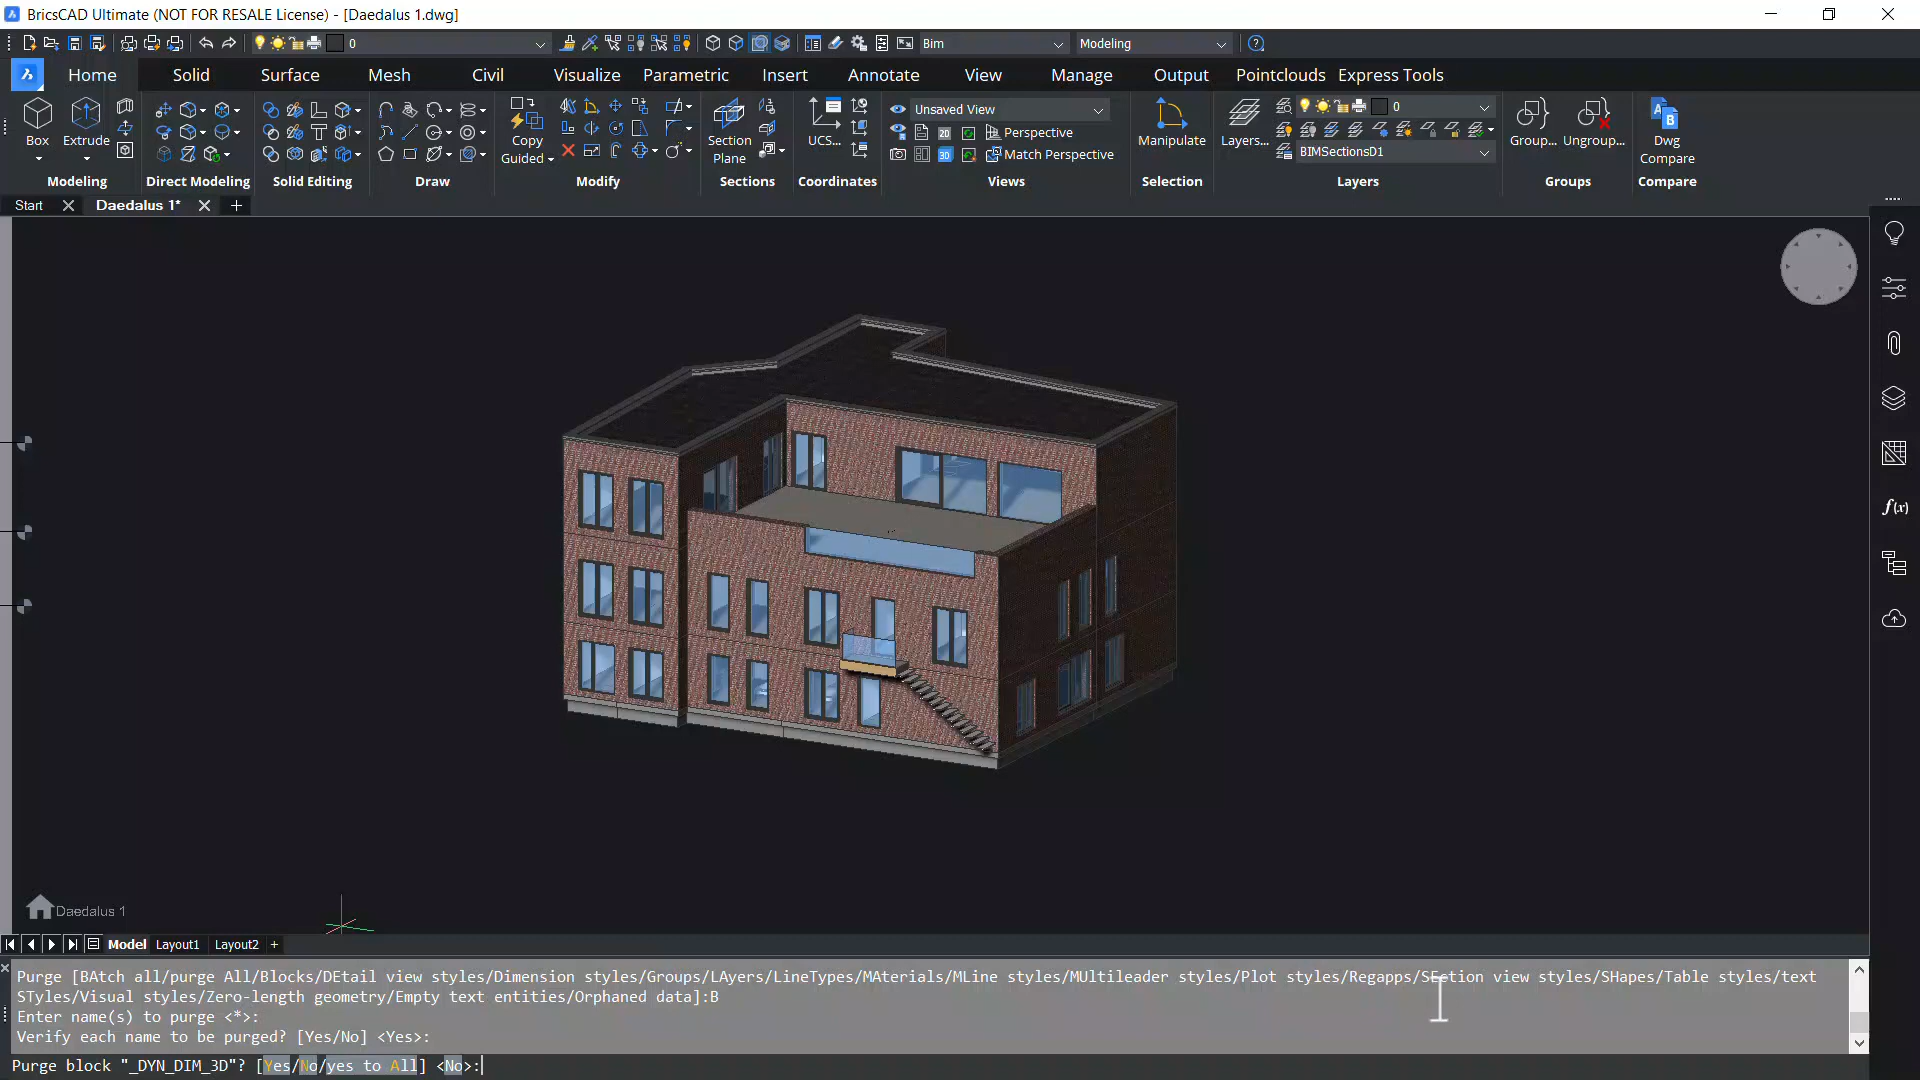 BricsCAD Ultimate (NOT FOR RESALE License) - [Daedalus 1.dwg]
0
Bim
Modeling
Home
Solid
Surface
Mesh
Civil
Visualize
Parametric
Insert
Annotate
View
Manage
Output
Pointclouds
Express Tools
Box
Extrude
Copy
Guided
Section
Plane
UCS...
Unsaved View
2D
Perspective
3D
Match Perspective
Manipulate
Layers...
0
BIMSectionsD1
Group...
Ungroup...
A
B
Dwg
Compare
Modeling
Direct Modeling
Solid Editing
Draw
Modify
Sections
Coordinates
Views
Selection
Layers
Groups
Compare
Start
Daedalus 1*
f(x)
Daedalus 1
Model
Layout1
Layout2
Purge [BAtch all/purge All/Blocks/DEtail view styles/Dimension styles/Groups/LAyers/LineTypes/MAterials/MLine styles/MUltileader styles/Plot styles/Regapps/SEction view styles/SHapes/Table styles/text
STyles/Visual styles/Zero-length geometry/Empty text entities/Orphaned data]:B
Enter name(s) to purge <*>:
Verify each name to be purged? [Yes/No] <Yes>:
Purge block "_DYN_DIM_3D"? [Yes/No/yes to All] <No>: